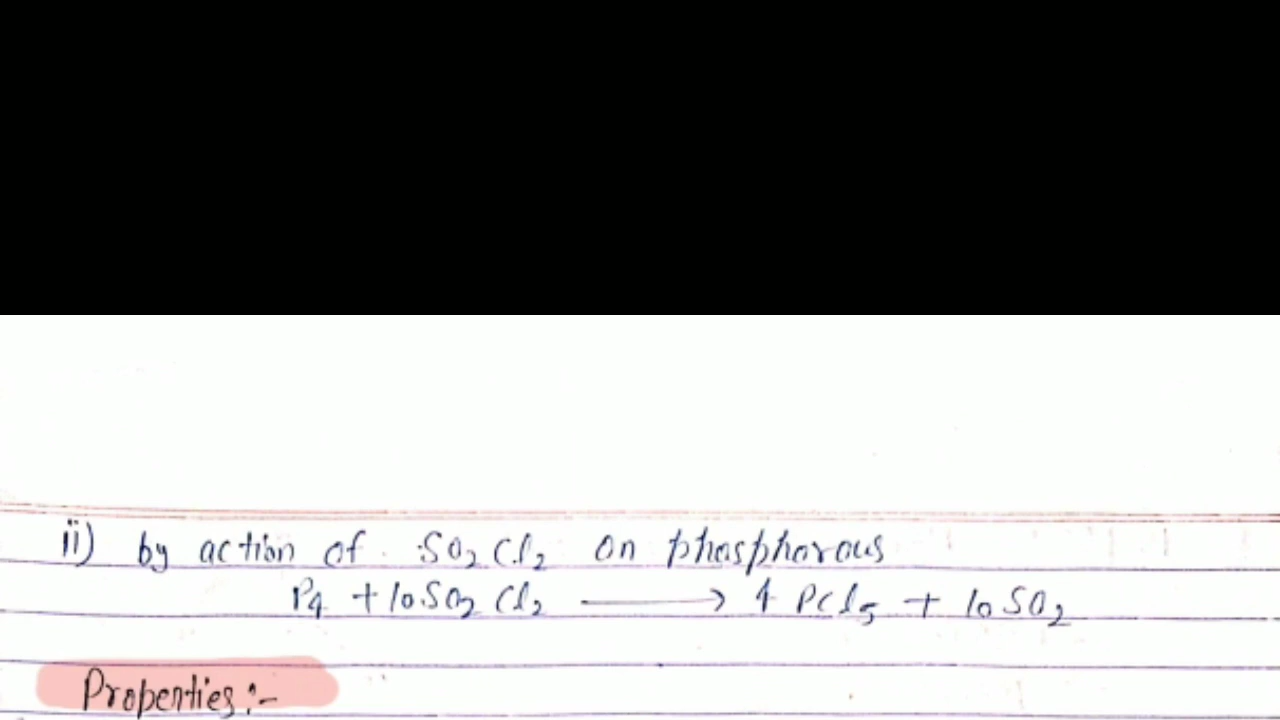 ii) by action of SO₂Cl₂ on phosphorous
P₄ + 10SO₂Cl₂ ⟶ 4PCl₅ + 10SO₂
Properties :-